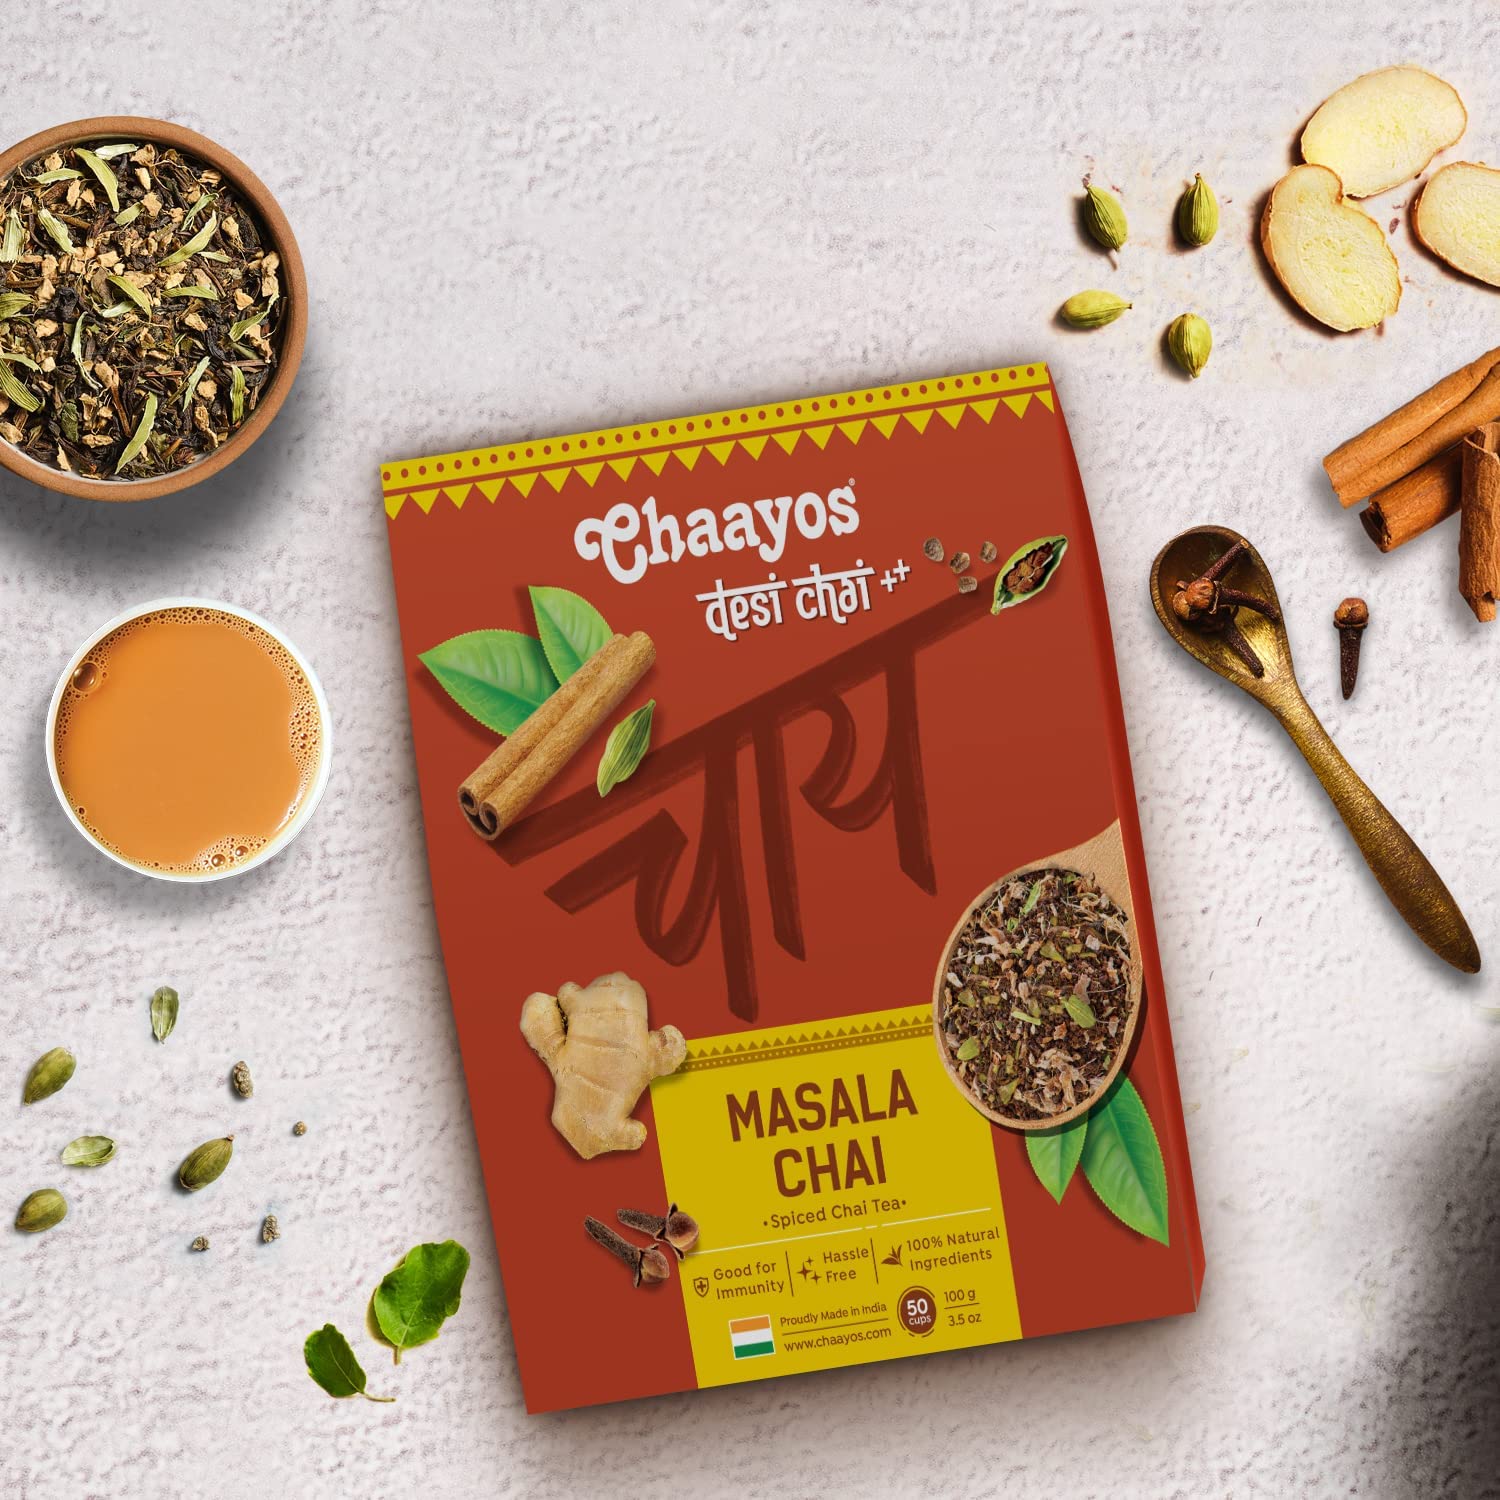 Chaayos®
desi chai ++
चाय
MASALA
CHAI
•Spiced Chai Tea•
Good for
Immunity
Hassle
Free
100% Natural
Ingredients
Proudly Made in India
www.chaayos.com
50
cups
100 g
3.5 oz